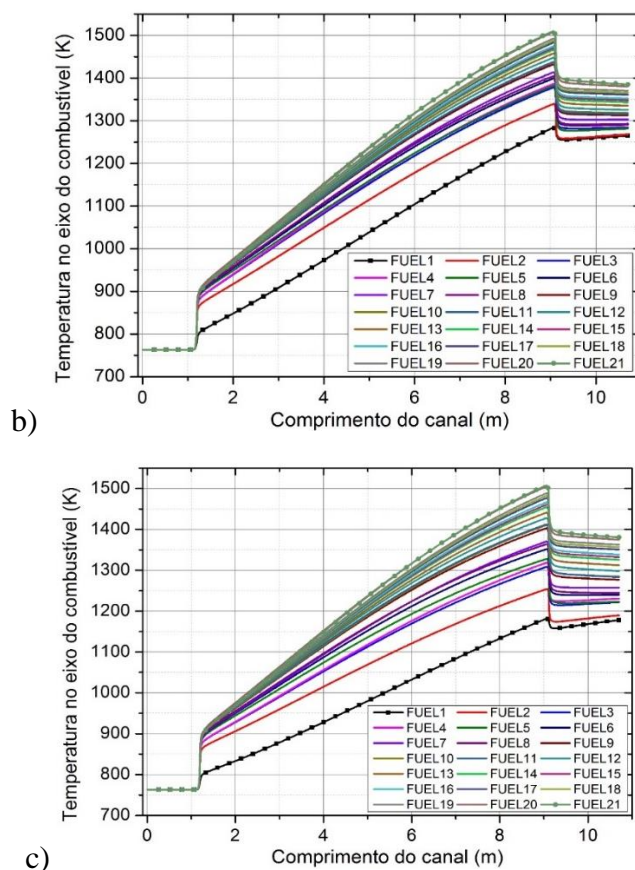 1500
1400
1300
1200
1100
1000
900
800
700
Temperatura no eixo do combustível (K)
FUEL1 FUEL2 FUEL3
FUEL4 FUEL5 FUEL6
FUEL7 FUEL8 FUEL9
FUEL10 FUEL11 FUEL12
FUEL13 FUEL14 FUEL15
FUEL16 FUEL17 FUEL18
FUEL19 FUEL20 FUEL21
0 2 4 6 8 10
Comprimento do canal (m)
b)
1500
1400
1300
1200
1100
1000
900
800
700
Temperatura no eixo do combustível (K)
FUEL1 FUEL2 FUEL3
FUEL4 FUEL5 FUEL6
FUEL7 FUEL8 FUEL9
FUEL10 FUEL11 FUEL12
FUEL13 FUEL14 FUEL15
FUEL16 FUEL17 FUEL18
FUEL19 FUEL20 FUEL21
0 2 4 6 8 10
Comprimento do canal (m)
c)